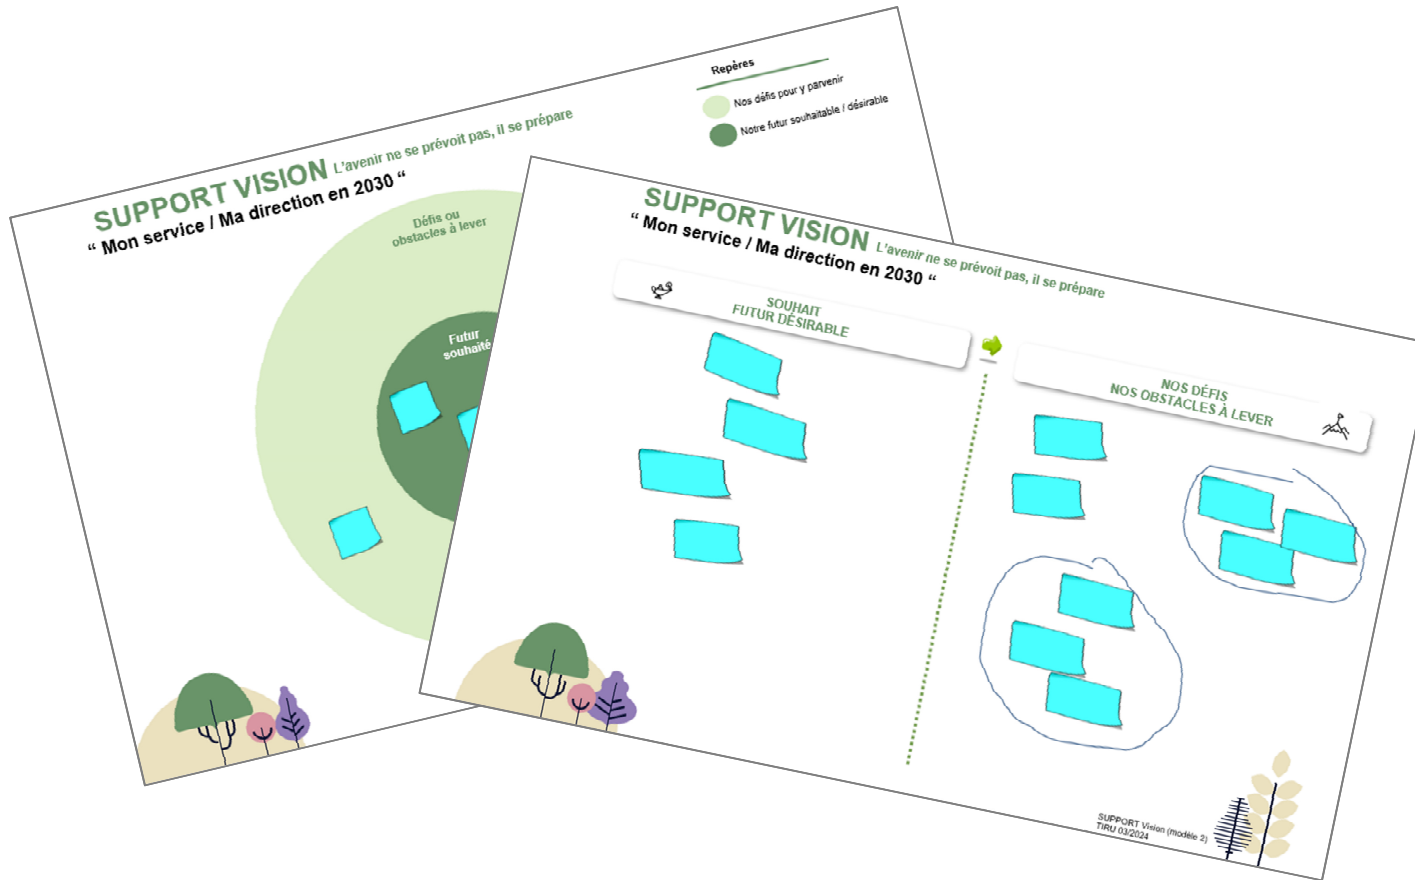 Repères
Nos défis pour y parvenir
Notre futur souhaitable / désirable
SUPPORT VISION L'avenir ne se prévoit pas, il se prépare
“ Mon service / Ma direction en 2030 “
Défis ou
obstacles à lever
Futur
souhaité
SUPPORT VISION L'avenir ne se prévoit pas, il se prépare
“ Mon service / Ma direction en 2030 “
SOUHAIT
FUTUR DÉSIRABLE
NOS DÉFIS
NOS OBSTACLES À LEVER
SUPPORT Vision (modèle 2)
TIRU 03/2024